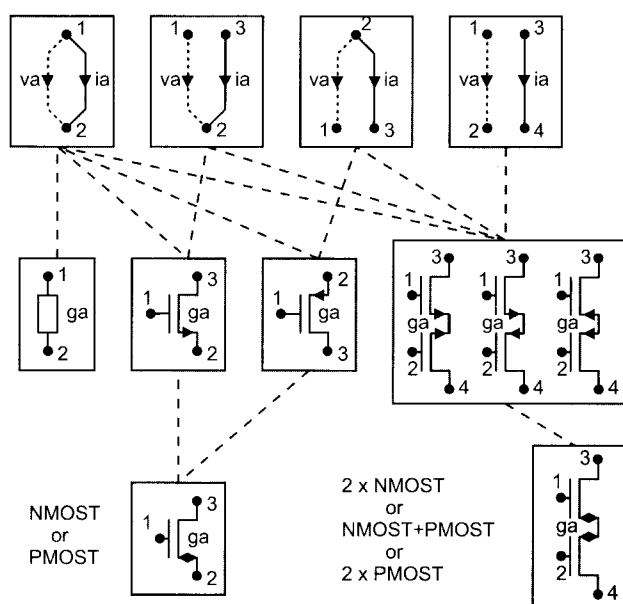 1 1 3 2 1 3
va ia va ia va ia va ia
2 2 1 3 2 4
1 3 2 3 3 3
1 1 1 1 1
ga ga ga ga ga ga
2 2 2
2 2 3 4 4 4
NMOST
or
PMOST
3
1
ga
2
2 x NMOST
or
NMOST+PMOST
or
2 x PMOST
3
1
ga
2
4